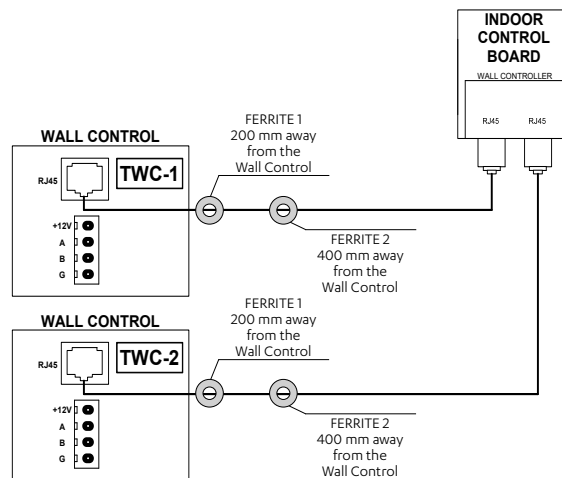 INDOOR
CONTROL
BOARD
WALL CONTROLLER
RJ45 RJ45
WALL CONTROL
RJ45
TWC-1
+12V
A
B
G
FERRITE 1
200 mm away
from the
Wall Control
FERRITE 2
400 mm away
from the
Wall Control
WALL CONTROL
RJ45
TWC-2
+12V
A
B
G
FERRITE 1
200 mm away
from the
Wall Control
FERRITE 2
400 mm away
from the
Wall Control